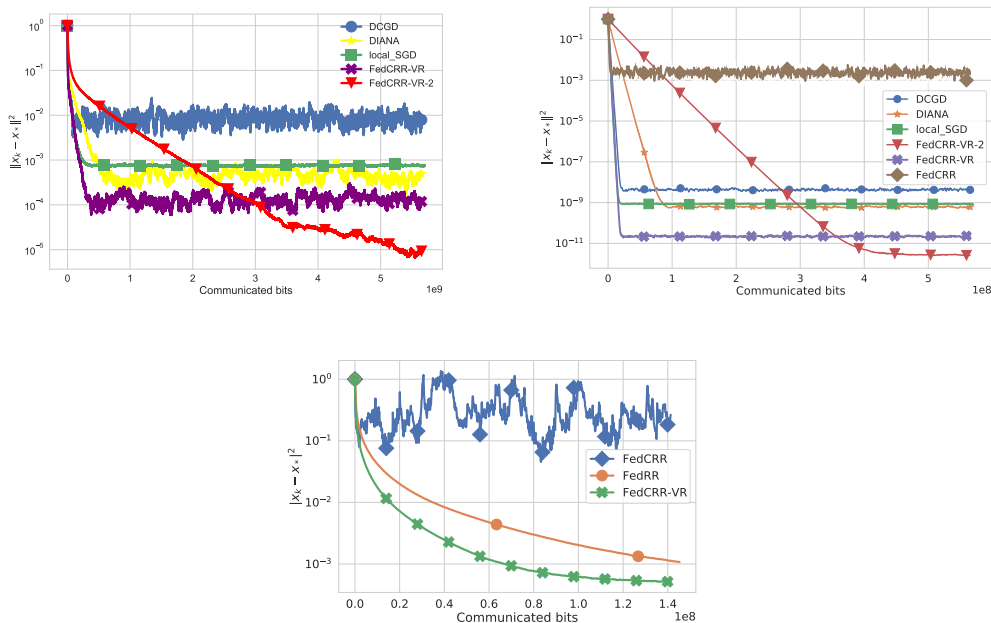 10^0
10^-1
10^-2
10^-3
10^-4
10^-5
||x_k − x_*||^2
0 1 2 3 4 5
1e9
Communicated bits
DCGD
DIANA
local_SGD
FedCRR-VR
FedCRR-VR-2
10^-1
10^-3
10^-5
10^-7
10^-9
10^-11
|x_k − x_*|^2
0 1 2 3 4 5
1e8
Communicated bits
DCGD
DIANA
local_SGD
FedCRR-VR-2
FedCRR-VR
FedCRR
10^0
10^-1
10^-2
10^-3
|x_k − x_*|^2
0.0 0.2 0.4 0.6 0.8 1.0 1.2 1.4
1e8
Communicated bits
FedCRR
FedRR
FedCRR-VR